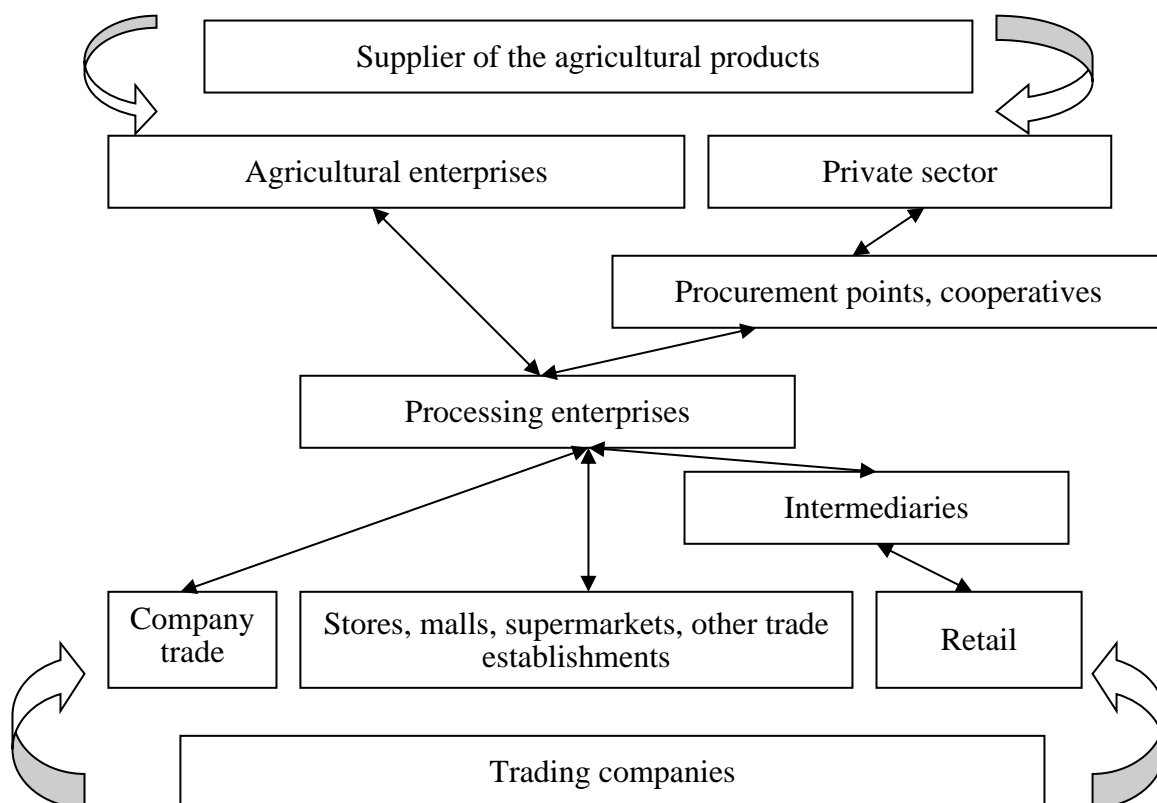 Supplier of the agricultural products
Agricultural enterprises
Private sector
Procurement points, cooperatives
Processing enterprises
Intermediaries
Company
trade
Stores, malls, supermarkets, other trade
establishments
Retail
Trading companies